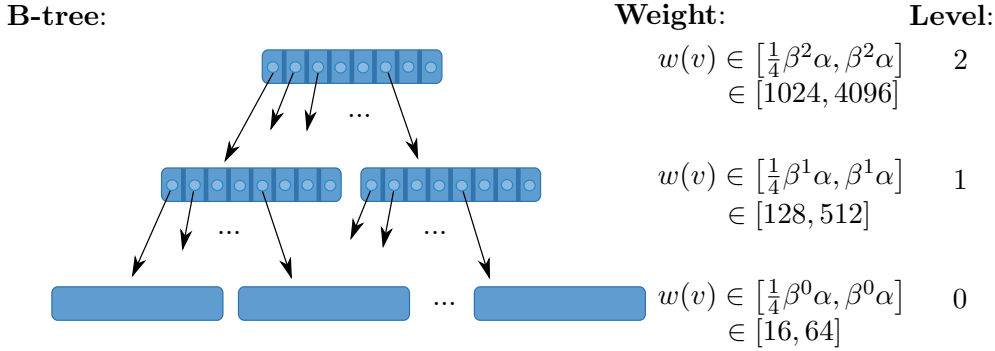 B-tree: Weight: Level:
w(v) ∈ [¼β²α, β²α] 2
∈ [1024, 4096]
...
w(v) ∈ [¼β¹α, β¹α] 1
∈ [128, 512]
... ...
w(v) ∈ [¼β⁰α, β⁰α] 0
...
∈ [16, 64]